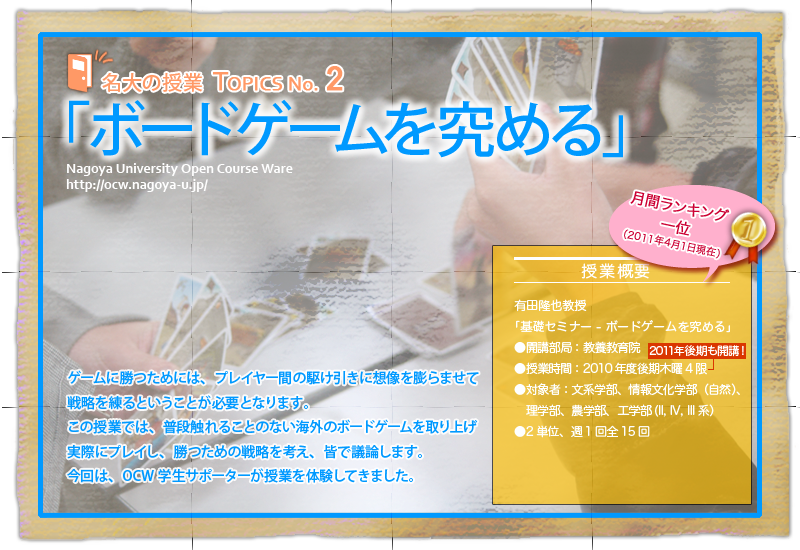 名大の授業 TOPICS No. 2
「ボードゲームを究める」
Nagoya University Open Course Ware
http://ocw.nagoya-u.jp/
月間ランキング
一位
(2011年4月1日現在)
1
授業概要
有田隆也教授
「基礎セミナー - ボードゲームを究める」
●開講部局：教養教育院 2011年後期も開講！
●授業時間：2010年度後期木曜4限
●対象者：文系学部、情報文化学部（自然）、
理学部、農学部、工学部(II, IV, III 系)
●2単位、週1回全15回
ゲームに勝つためには、プレイヤー間の駆け引きに想像を膨らませて
戦略を練るということが必要となります。
この授業では、普段触れることのない海外のボードゲームを取り上げ
実際にプレイし、勝つための戦略を考え、皆で議論します。
今回は、OCW学生サポーターが授業を体験してきました。